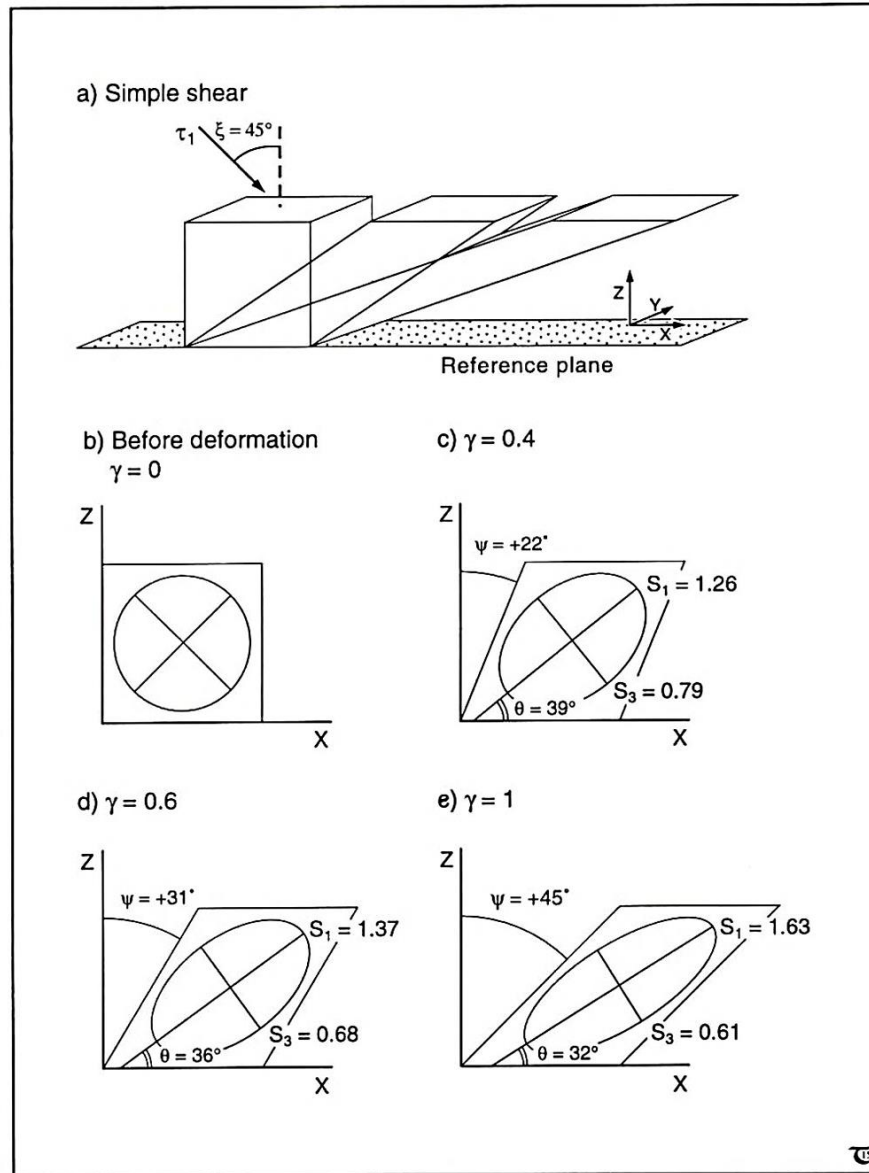 a) Simple shear
τ₁ ξ = 45°
Z Y X
Reference plane
b) Before deformation
γ = 0
Z
X
c) γ = 0.4
Z
ψ = +22°
S₁ = 1.26
S₃ = 0.79
θ = 39°
X
d) γ = 0.6
Z
ψ = +31°
S₁ = 1.37
S₃ = 0.68
θ = 36°
X
e) γ = 1
Z
ψ = +45°
S₁ = 1.63
S₃ = 0.61
θ = 32°
X